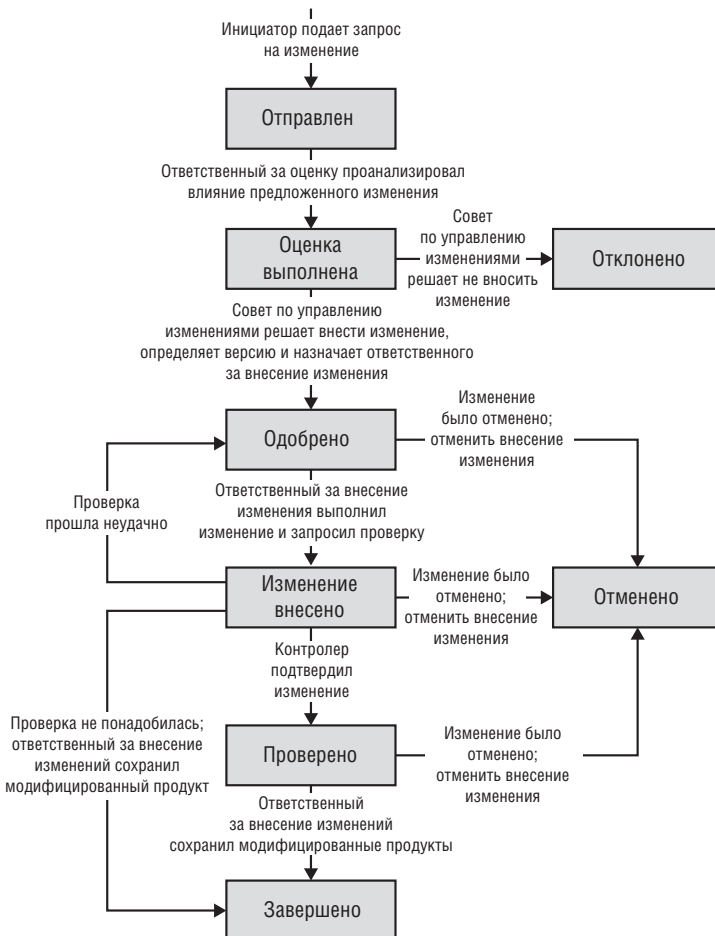 Инициатор подает запрос
на изменение
Отправлен
Ответственный за оценку проанализировал
влияние предложенного изменения
Оценка
выполнена
Совет
по управлению
изменениями
решает не вносить
изменение
Отклонено
Совет по управлению
изменениями решает внести изменение,
определяет версию и назначает ответственного
за внесение изменения
Одобрено
Изменение
было отменено;
отменить внесение
изменения
Проверка
прошла неудачно
Ответственный за внесение
изменения выполнил
изменение и запросил проверку
Изменение
внесено
Изменение было
отменено;
отменить внесение
изменения
Отменено
Контролер
подтвердил
изменение
Проверка не понадобилась;
ответственный за внесение
изменений сохранил
модифицированный продукт
Проверено
Изменение было
отменено;
отменить внесение
изменения
Ответственный
за внесение изменений
сохранил модифицированные продукты
Завершено